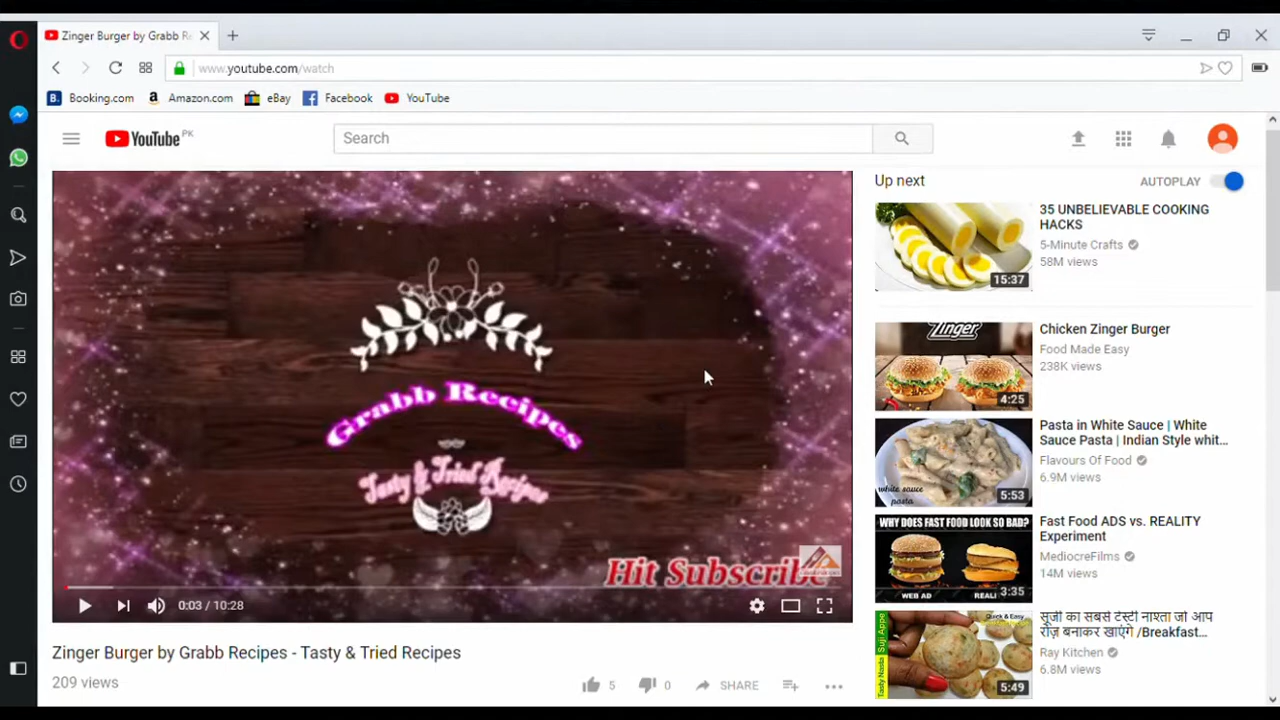 Zinger Burger by Grabb Re
www.youtube.com/watch
B. Booking.com
a Amazon.com
eBay
Facebook
YouTube
YouTube PK
Search
Grabb Recipes
Tasty & Tried Recipes
Hit Subscribe
0:03 / 10:28
Zinger Burger by Grabb Recipes - Tasty & Tried Recipes
209 views
5
0
SHARE
Up next
AUTOPLAY
15:37
35 UNBELIEVABLE COOKING
HACKS
5-Minute Crafts
58M views
Zinger
4:25
Chicken Zinger Burger
Food Made Easy
238K views
white sauce
pasta
5:53
Pasta in White Sauce | White
Sauce Pasta | Indian Style whit...
Flavours Of Food
6.9M views
WHY DOES FAST FOOD LOOK SO BAD?
WEB AD
REALI
3:35
Fast Food ADS vs. REALITY
Experiment
MediocreFilms
14M views
Quick & Easy
Suji Appe
Tasty Nasta
5:49
सूजी का सबसे टेस्टी नाश्ता जो आप
रोज़ बनाकर खाएंगे /Breakfast...
Ray Kitchen
6.8M views